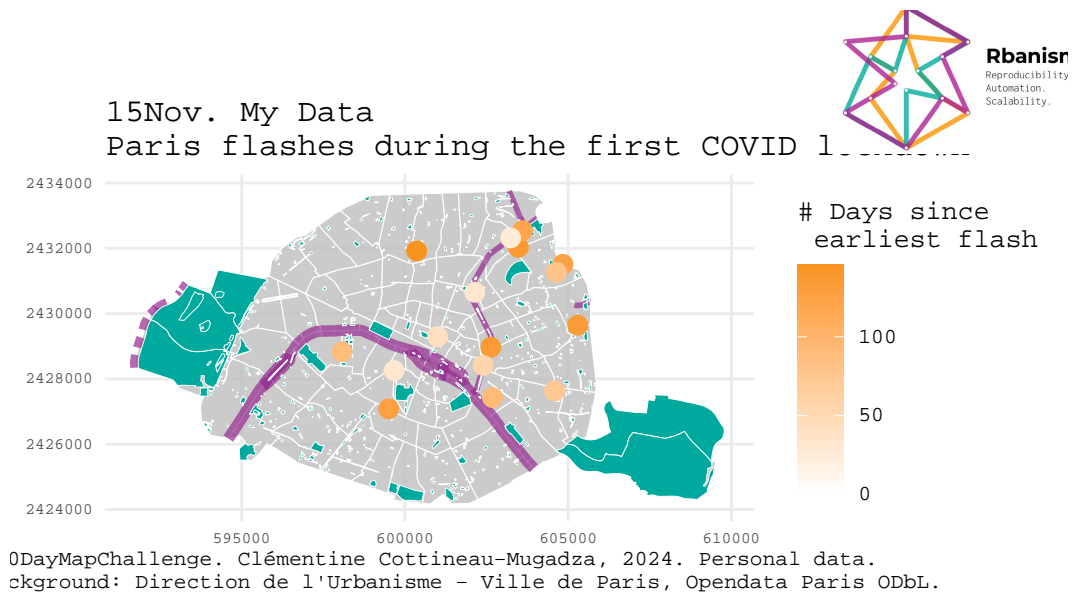 Rbanism
Reproducibility
Automation.
Scalability.
15Nov. My Data
Paris flashes during the first COVID lockdown
2434000
2432000
2430000
2428000
2426000
2424000
595000
600000
605000
610000
# Days since
earliest flash
100
50
0
0DayMapChallenge. Clémentine Cottineau-Mugadza, 2024. Personal data.
ckground: Direction de l'Urbanisme - Ville de Paris, Opendata Paris ODbL.